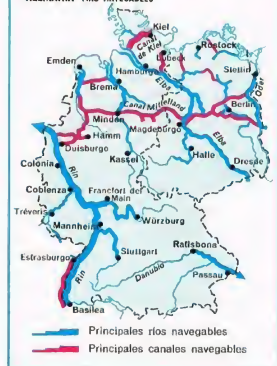 Kiel
Canal
de Kiel
Rostock
Lübeck
Emden
Hamburgo
Stettin
Elba
Oder
Brema
Canal Mittelland
Berlín
Minden
Magdeburgo
Elba
Hamm
Duisburgo
Kassel
Halle
Dresde
Colonia
Rin
Coblenza
Francfort del
Main
Tréveris
Würzburg
Mannheim
Stuttgart
Ratisbona
Estrasburgo
Danubio
Passau
Rin
Basilea
Principales ríos navegables
Principales canales navegables